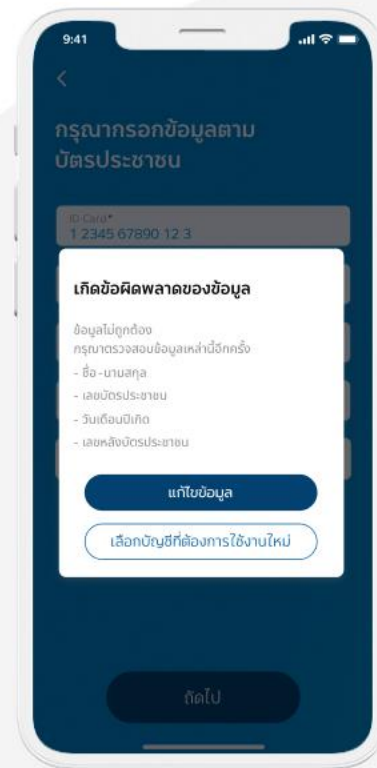 9:41
กรุณากรอกข้อมูลตาม
บัตรประชาชน
ID Card*
1 2345 67890 12 3
เกิดข้อผิดพลาดของข้อมูล
ข้อมูลไม่ถูกต้อง
กรุณาตรวจสอบข้อมูลเหล่านี้อีกครั้ง
- ชื่อ -นามสกุล
- เลขบัตรประชาชน
- วันเดือนปีเกิด
- เลขหลังบัตรประชาชน
แก้ไขข้อมูล
เลือกบัญชีที่ต้องการใช้งานใหม่
ถัดไป